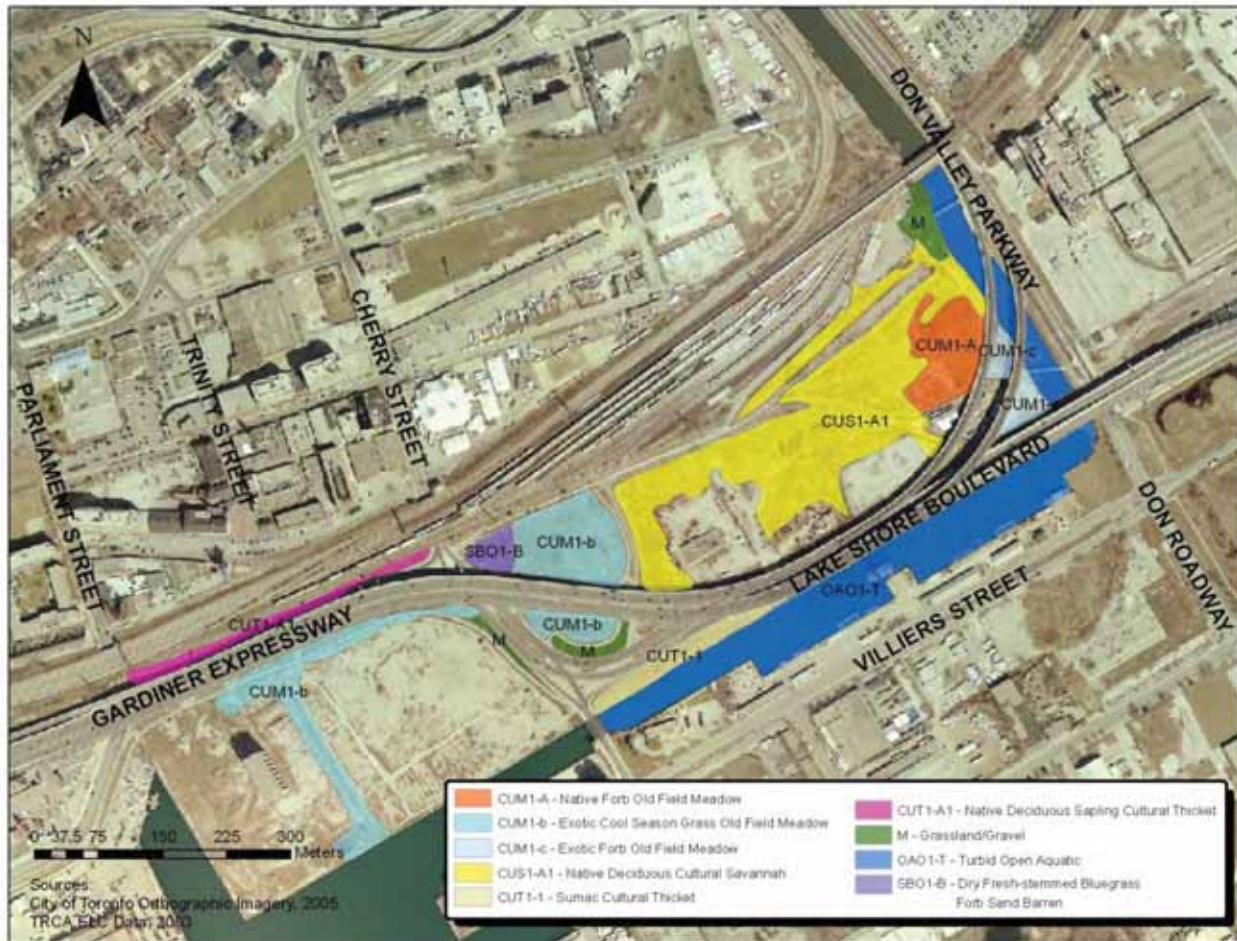 N
DON VALLEY PARKWAY
CHERRY STREET
TRINITY STREET
PARLIAMENT STREET
M
CUM1-A
CUM1-c
CUM1-
CUS1-A1
SBO1-B
CUM1-b
LAKE SHORE BOULEVARD
DON ROADWAY
OAO1-T
CUT1-A1
CUM1-b
M
M
CUT1-1
VILLIERS STREET
GARDINER EXPRESSWAY
CUM1-b
0 37.5 75 150 225 300
Meters
Sources:
City of Toronto Orthographic Imagery, 2005
TRCA ELC Data, 2003
CUM1-A - Native Forb Old Field Meadow
CUM1-b - Exotic Cool Season Grass Old Field Meadow
CUM1-c - Exotic Forb Old Field Meadow
CUS1-A1 - Native Deciduous Cultural Savannah
CUT1-1 - Sumac Cultural Thicket
CUT1-A1 - Native Deciduous Sapling Cultural Thicket
M - Grassland/Gravel
OAO1-T - Turbid Open Aquatic
SBO1-B - Dry Fresh-stemmed Bluegrass
Forb Sand Barren